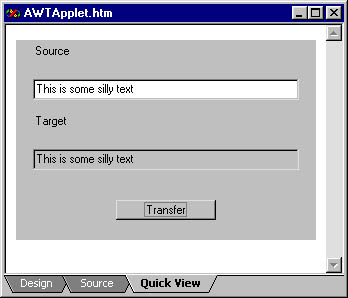 AWTApplet.htm
Source
This is some silly text
Target
This is some silly text
Transfer
Design Source Quick View